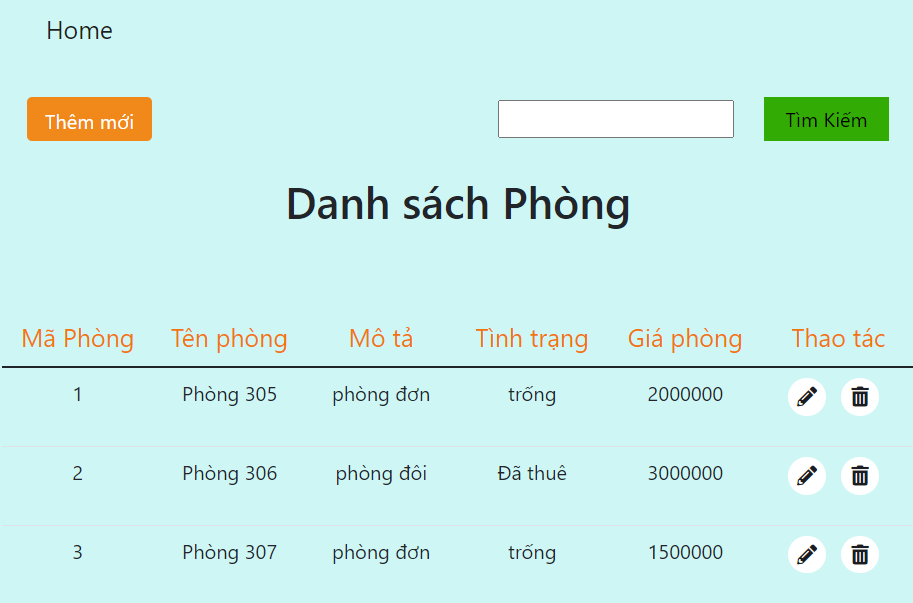 Home
Thêm mới Tìm Kiếm
Danh sách Phòng
Mã Phòng Tên phòng Mô tả Tình trạng Giá phòng Thao tác
1 Phòng 305 phòng đơn trống 2000000
2 Phòng 306 phòng đôi Đã thuê 3000000
3 Phòng 307 phòng đơn trống 1500000